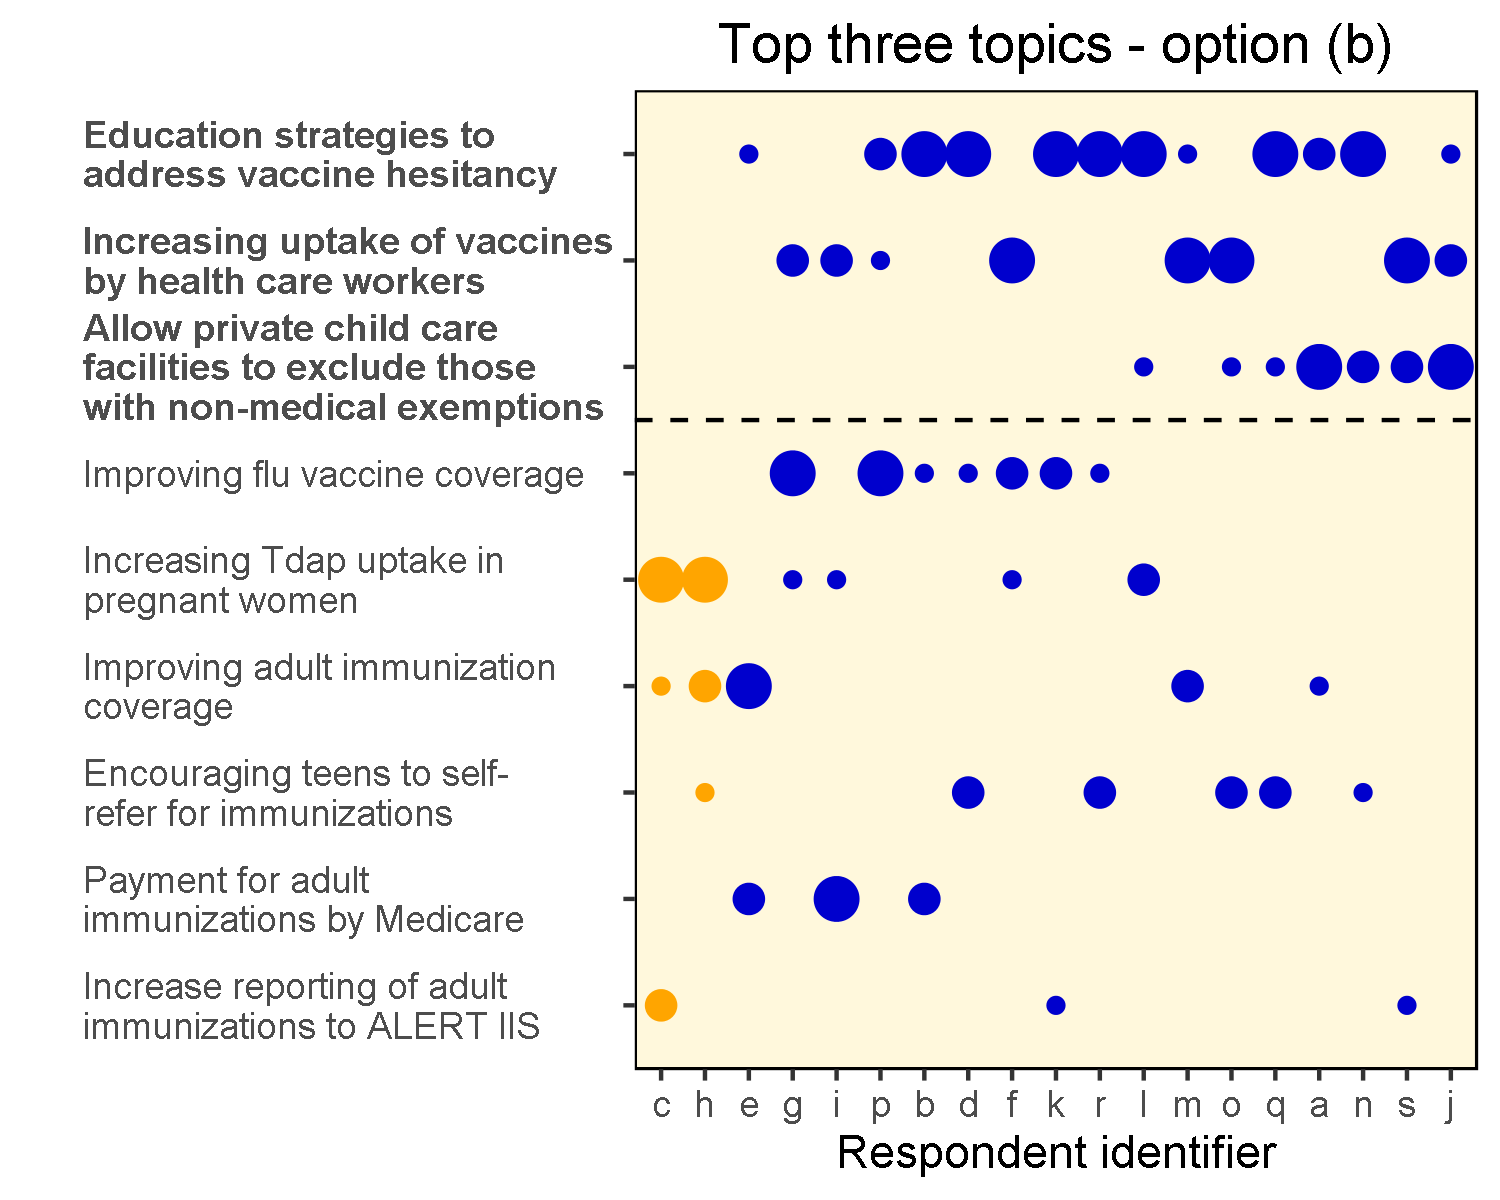 Top three topics - option (b)
Education strategies to
address vaccine hesitancy
Increasing uptake of vaccines
by health care workers
Allow private child care
facilities to exclude those
with non-medical exemptions
Improving flu vaccine coverage
Increasing Tdap uptake in
pregnant women
Improving adult immunization
coverage
Encouraging teens to self-
refer for immunizations
Payment for adult
immunizations by Medicare
Increase reporting of adult
immunizations to ALERT IIS
c h e g i p b d f k r l m o q a n s j
Respondent identifier